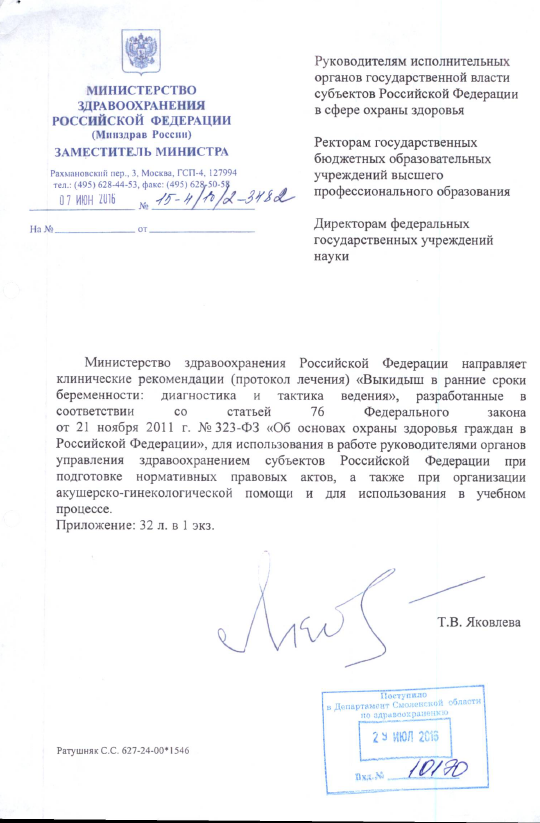 МИНИСТЕРСТВО
ЗДРАВООХРАНЕНИЯ
РОССИЙСКОЙ ФЕДЕРАЦИИ
(Минздрав России)
ЗАМЕСТИТЕЛЬ МИНИСТРА
Рахмановский пер., 3, Москва, ГСП-4, 127994
тел.: (495) 628-44-53, факс: (495) 628-50-58
07 ИЮН 2016 № 15-4/10/2-3482
На № от
Руководителям исполнительных
органов государственной власти
субъектов Российской Федерации
в сфере охраны здоровья
Ректорам государственных
бюджетных образовательных
учреждений высшего
профессионального образования
Директорам федеральных
государственных учреждений
науки
Министерство здравоохранения Российской Федерации направляет
клинические рекомендации (протокол лечения) «Выкидыш в ранние сроки
беременности: диагностика и тактика ведения», разработанные в
соответствии со статьей 76 Федерального закона
от 21 ноября 2011 г. № 323-ФЗ «Об основах охраны здоровья граждан в
Российской Федерации», для использования в работе руководителями органов
управления здравоохранением субъектов Российской Федерации при
подготовке нормативных правовых актов, а также при организации
акушерско-гинекологической помощи и для использования в учебном
процессе.
Приложение: 32 л. в 1 экз.
Т.В. Яковлева
Поступило
в Департамент Смоленской области
по здравоохранению
29 ИЮЛ 2016
Вхд.№ 10170
Ратушняк С.С. 627-24-00*1546